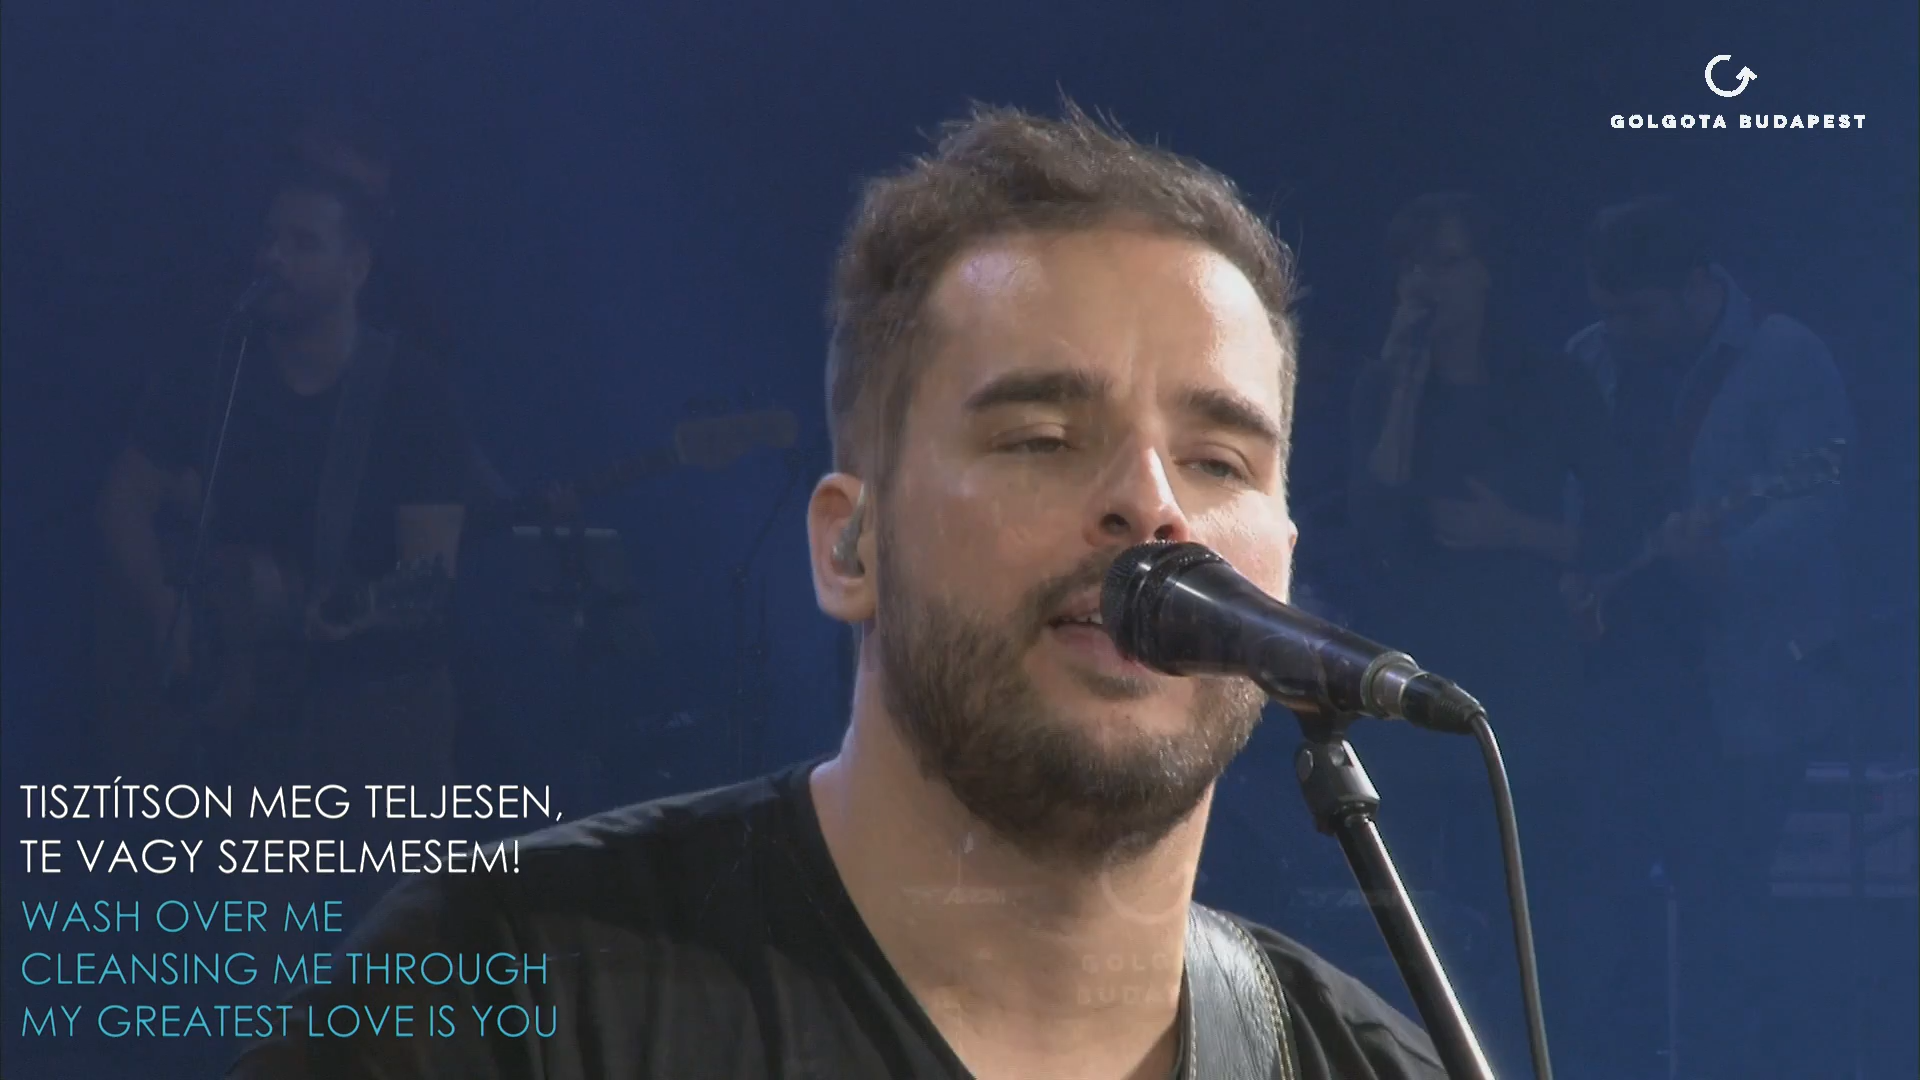 GOLGOTA BUDAPEST
TISZTÍTSON MEG TELJESEN,
TE VAGY SZERELMESEM!
WASH OVER ME
CLEANSING ME THROUGH
MY GREATEST LOVE IS YOU